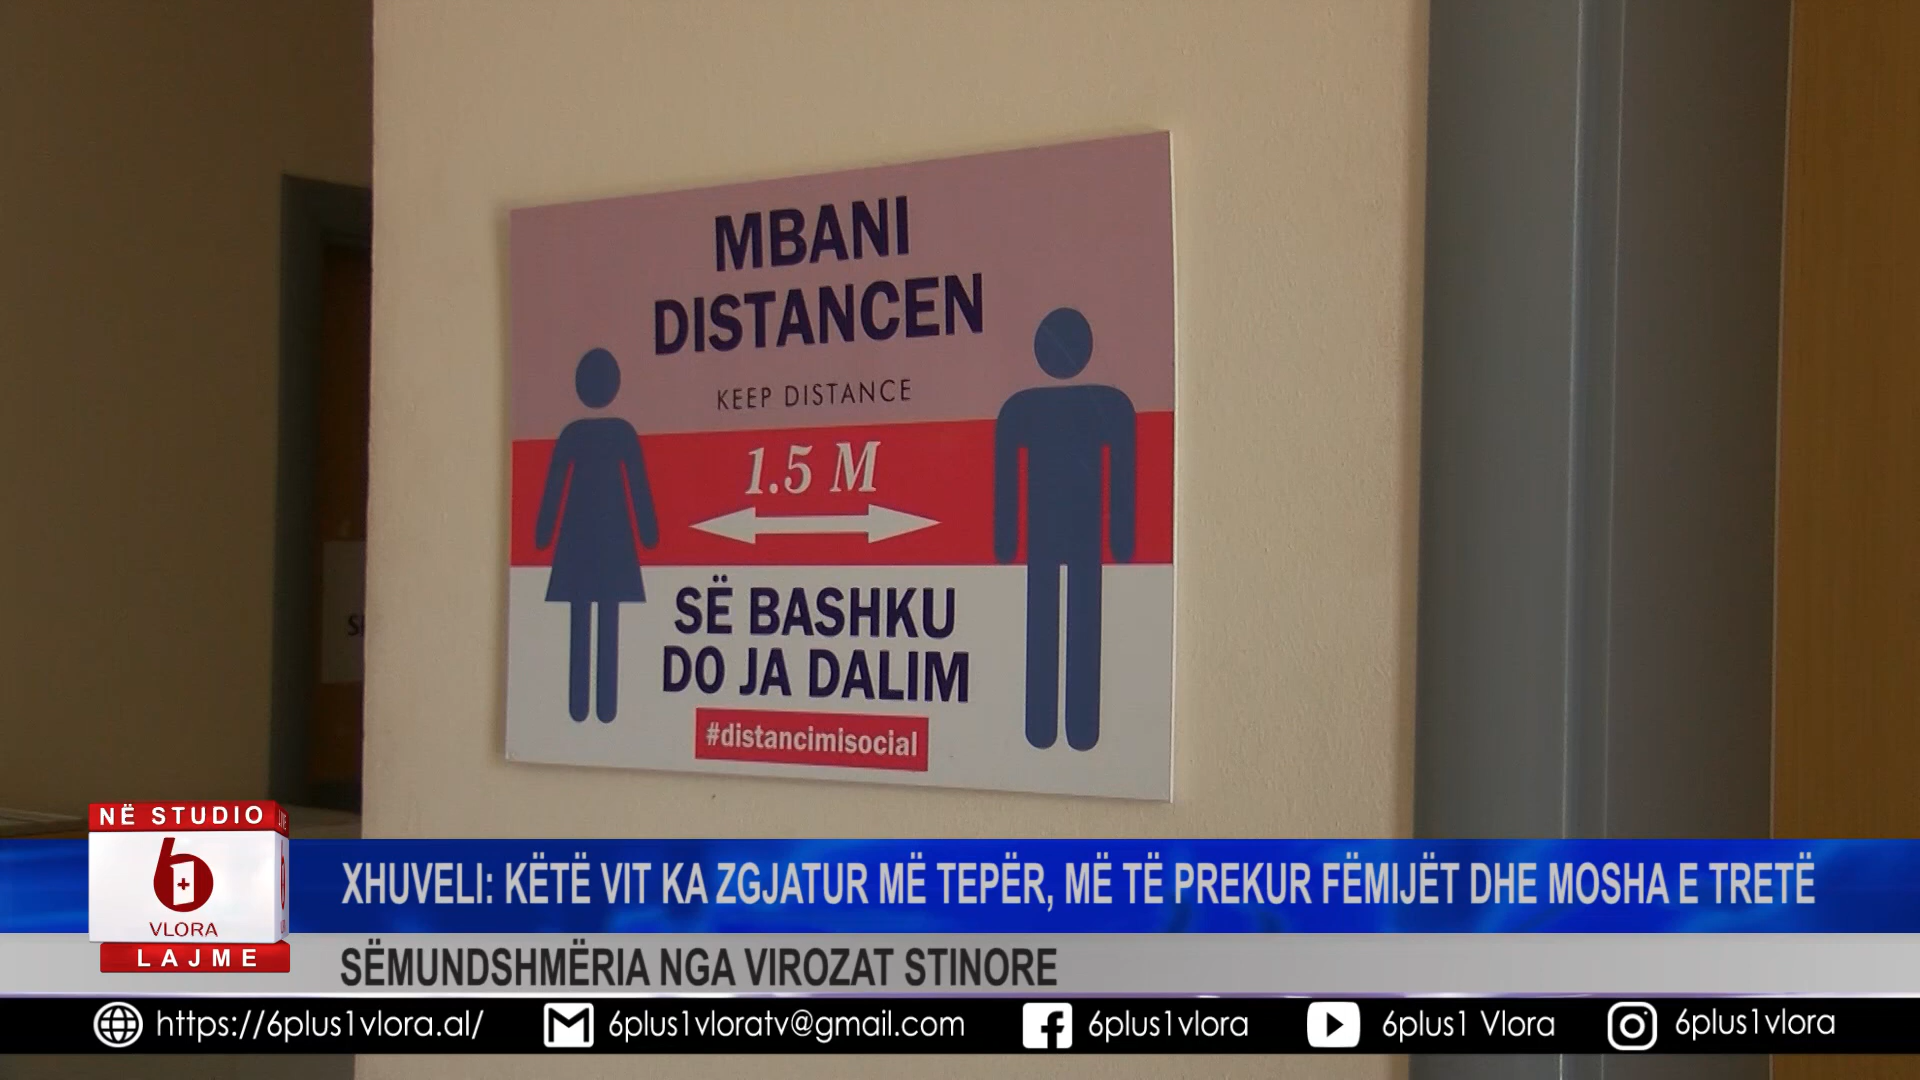 MBANI
DISTANCEN
KEEP DISTANCE
1.5 M
SË BASHKU
DO JA DALIM
#distancimisocial
NË STUDIO
6+1
VLORA
LAJME
XHUVELI: KËTË VIT KA ZGJATUR MË TEPËR, MË TË PREKUR FËMIJËT DHE MOSHA E TRETË
SËMUNDSHMËRIA NGA VIROZAT STINORE
https://6plus1vlora.al/
6plus1vloratv@gmail.com
6plus1vlora
6plus1 Vlora
6plus1vlora